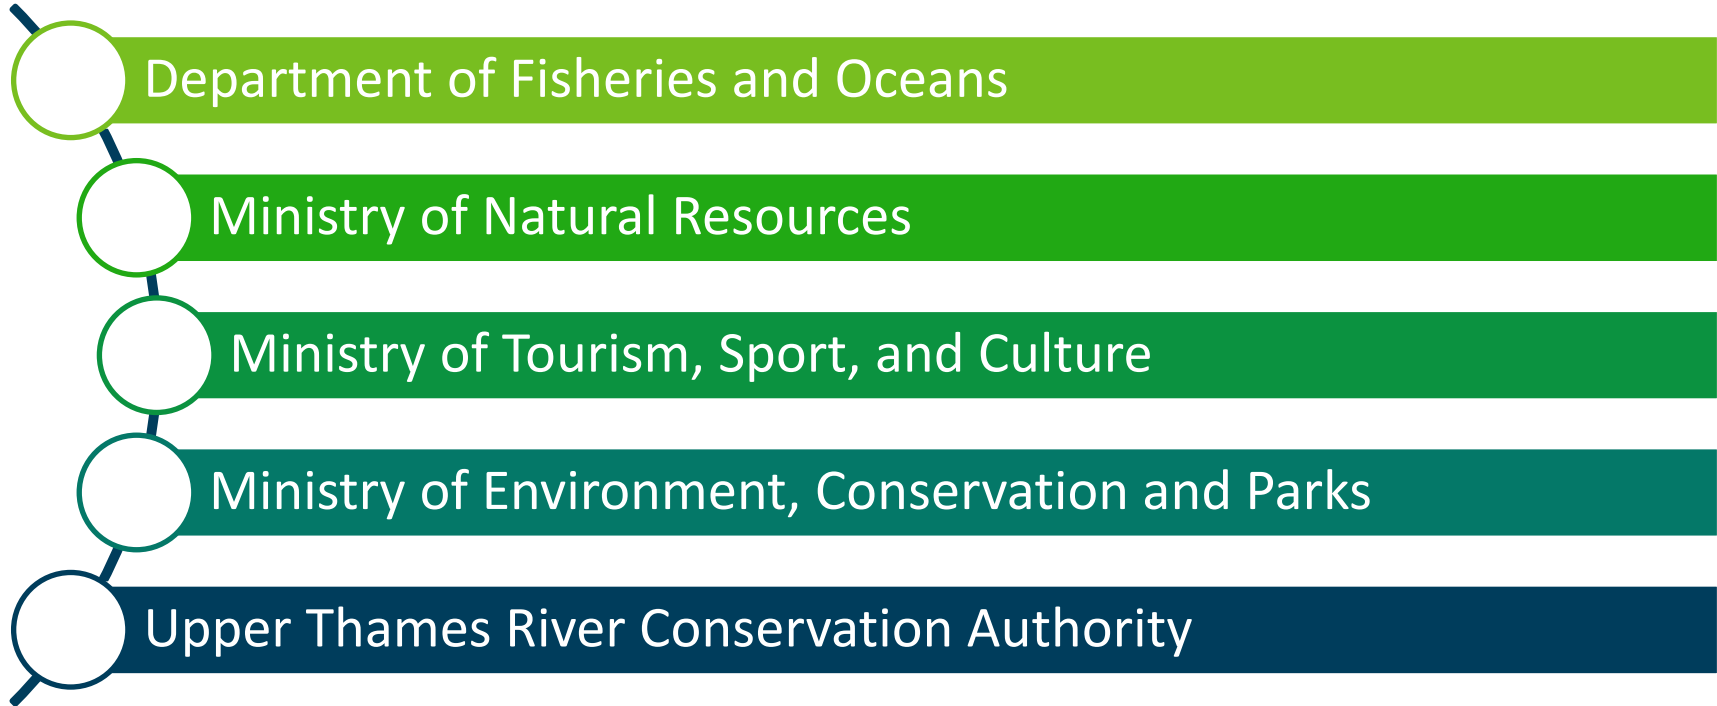 Department of Fisheries and Oceans
Ministry of Natural Resources
Ministry of Tourism, Sport, and Culture
Ministry of Environment, Conservation and Parks
Upper Thames River Conservation Authority